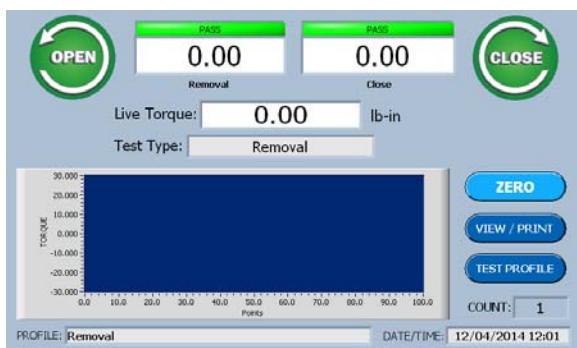 OPEN
PASS
0.00
Removal
PASS
0.00
Close
CLOSE
Live Torque: 0.00 lb-in
Test Type: Removal
TORQUE
30.000
20.000
10.000
0.000
-10.000
-20.000
-30.000
0.0 10.0 20.0 30.0 40.0 50.0 60.0 70.0 80.0 90.0 100.0
Points
ZERO
VIEW / PRINT
TEST PROFILE
COUNT: 1
PROFILE: Removal DATE/TIME: 12/04/2014 12:01